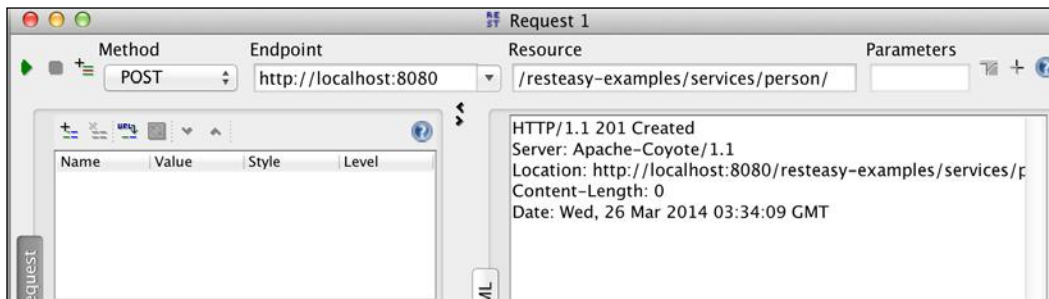 REST Request 1
Method Endpoint Resource Parameters
POST http://localhost:8080 /resteasy-examples/services/person/
Name Value Style Level
HTTP/1.1 201 Created
Server: Apache-Coyote/1.1
Location: http://localhost:8080/resteasy-examples/services/p
Content-Length: 0
Date: Wed, 26 Mar 2014 03:34:09 GMT